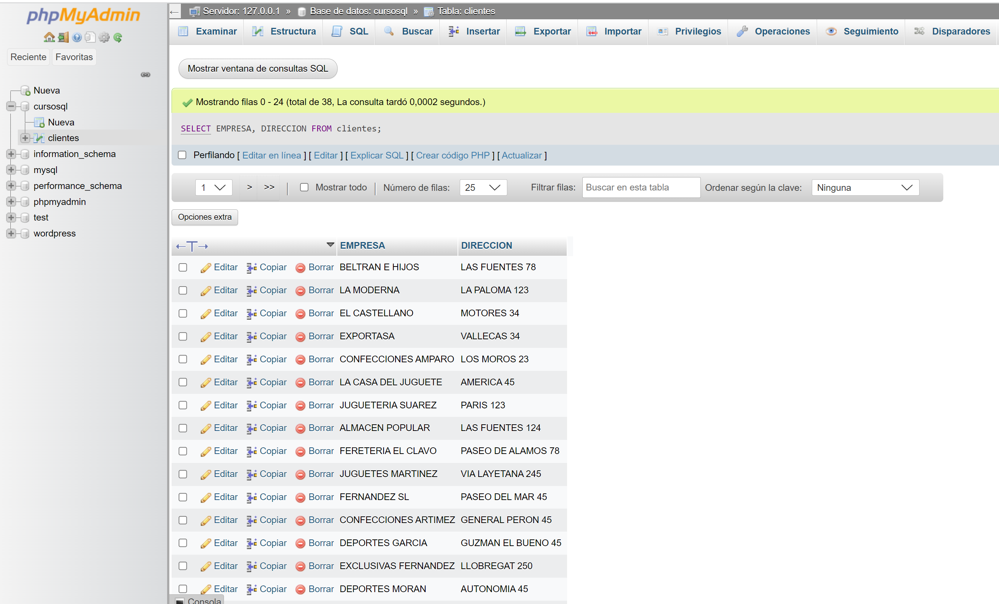 phpMyAdmin
Reciente Favoritas
Nueva
cursosql
Nueva
clientes
information_schema
mysql
performance_schema
phpmyadmin
test
wordpress
← Servidor: 127.0.0.1 » Base de datos: cursosql » Tabla: clientes
Examinar Estructura SQL Buscar Insertar Exportar Importar Privilegios Operaciones Seguimiento Disparadores
Mostrar ventana de consultas SQL
Mostrando filas 0 - 24 (total de 38, La consulta tardó 0,0002 segundos.)
SELECT EMPRESA, DIRECCION FROM clientes;
Perfilando [ Editar en línea ] [ Editar ] [ Explicar SQL ] [ Crear código PHP ] [ Actualizar ]
1 > >> | Mostrar todo | Número de filas: 25 Filtrar filas: Buscar en esta tabla Ordenar según la clave: Ninguna
Opciones extra
←T→ EMPRESA DIRECCION
Editar Copiar Borrar BELTRAN E HIJOS LAS FUENTES 78
Editar Copiar Borrar LA MODERNA LA PALOMA 123
Editar Copiar Borrar EL CASTELLANO MOTORES 34
Editar Copiar Borrar EXPORTASA VALLECAS 34
Editar Copiar Borrar CONFECCIONES AMPARO LOS MOROS 23
Editar Copiar Borrar LA CASA DEL JUGUETE AMERICA 45
Editar Copiar Borrar JUGUETERIA SUAREZ PARIS 123
Editar Copiar Borrar ALMACEN POPULAR LAS FUENTES 124
Editar Copiar Borrar FERETERIA EL CLAVO PASEO DE ALAMOS 78
Editar Copiar Borrar JUGUETES MARTINEZ VIA LAYETANA 245
Editar Copiar Borrar FERNANDEZ SL PASEO DEL MAR 45
Editar Copiar Borrar CONFECCIONES ARTIMEZ GENERAL PERON 45
Editar Copiar Borrar DEPORTES GARCIA GUZMAN EL BUENO 45
Editar Copiar Borrar EXCLUSIVAS FERNANDEZ LLOBREGAT 250
Editar Copiar Borrar DEPORTES MORAN AUTONOMIA 45
Consola